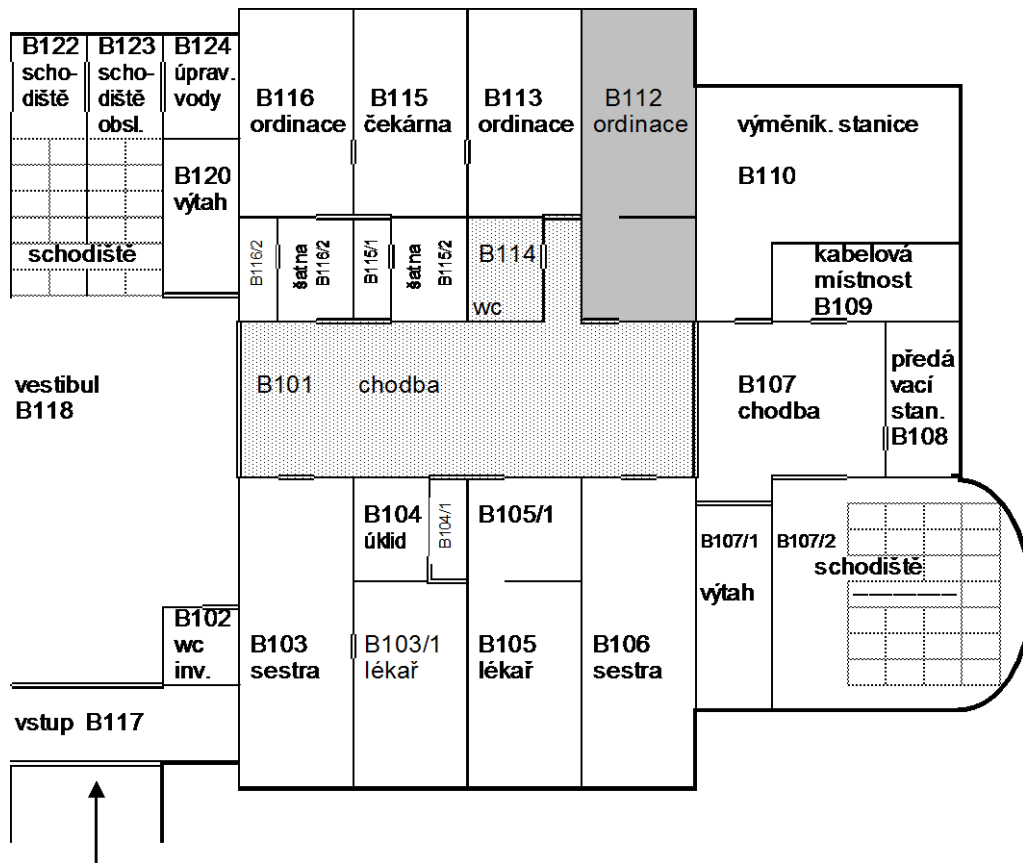 B122
scho-
diště
B123
scho-
diště
obsl.
B124
úprav.
vody
B116
ordinace
B115
čekárna
B113
ordinace
B112
ordinace
výměník. stanice
B110
B120
výtah
schodiště
B116/2
šatna
B116/2
B115/1
šatna
B115/2
B114
wc
kabelová
místnost
B109
vestibul
B118
B101 chodba
B107
chodba
předá
vací
stan.
B108
B104
úklid
B104/1
B105/1
B107/1
výtah
B107/2
schodiště
B102
wc
inv.
B103
sestra
B103/1
lékař
B105
lékař
B106
sestra
vstup B117